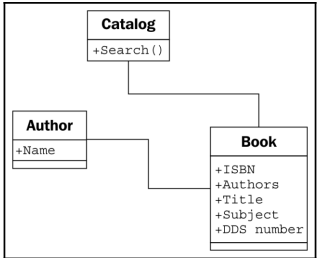 Catalog
+Search()
Author
+Name
Book
+ISBN
+Authors
+Title
+Subject
+DDS number